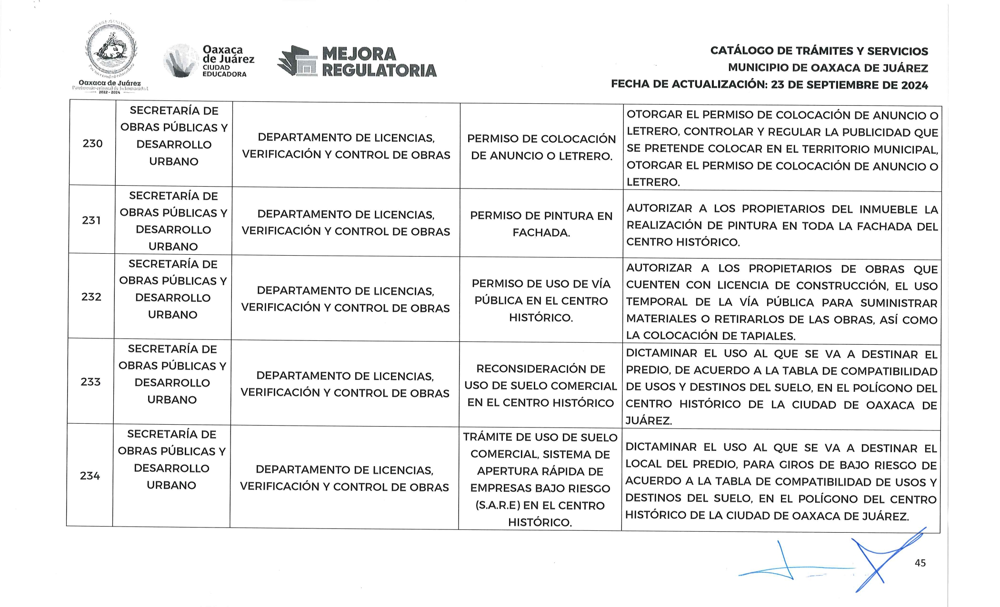 Oaxaca de Juárez
Patrimonio cultural de la humanidad
2022 - 2024
Oaxaca
de Juárez
CIUDAD
EDUCADORA
MEJORA
REGULATORIA
CATÁLOGO DE TRÁMITES Y SERVICIOS
MUNICIPIO DE OAXACA DE JUÁREZ
FECHA DE ACTUALIZACIÓN: 23 DE SEPTIEMBRE DE 2024
230
SECRETARÍA DE
OBRAS PÚBLICAS Y
DESARROLLO
URBANO
DEPARTAMENTO DE LICENCIAS,
VERIFICACIÓN Y CONTROL DE OBRAS
PERMISO DE COLOCACIÓN
DE ANUNCIO O LETRERO.
OTORGAR EL PERMISO DE COLOCACIÓN DE ANUNCIO O
LETRERO, CONTROLAR Y REGULAR LA PUBLICIDAD QUE
SE PRETENDE COLOCAR EN EL TERRITORIO MUNICIPAL,
OTORGAR EL PERMISO DE COLOCACIÓN DE ANUNCIO O
LETRERO.
231
SECRETARÍA DE
OBRAS PÚBLICAS Y
DESARROLLO
URBANO
DEPARTAMENTO DE LICENCIAS,
VERIFICACIÓN Y CONTROL DE OBRAS
PERMISO DE PINTURA EN
FACHADA.
AUTORIZAR A LOS PROPIETARIOS DEL INMUEBLE LA
REALIZACIÓN DE PINTURA EN TODA LA FACHADA DEL
CENTRO HISTÓRICO.
232
SECRETARÍA DE
OBRAS PÚBLICAS Y
DESARROLLO
URBANO
DEPARTAMENTO DE LICENCIAS,
VERIFICACIÓN Y CONTROL DE OBRAS
PERMISO DE USO DE VÍA
PÚBLICA EN EL CENTRO
HISTÓRICO.
AUTORIZAR A LOS PROPIETARIOS DE OBRAS QUE
CUENTEN CON LICENCIA DE CONSTRUCCIÓN, EL USO
TEMPORAL DE LA VÍA PÚBLICA PARA SUMINISTRAR
MATERIALES O RETIRARLOS DE LAS OBRAS, ASÍ COMO
LA COLOCACIÓN DE TAPIALES.
233
SECRETARÍA DE
OBRAS PÚBLICAS Y
DESARROLLO
URBANO
DEPARTAMENTO DE LICENCIAS,
VERIFICACIÓN Y CONTROL DE OBRAS
RECONSIDERACIÓN DE
USO DE SUELO COMERCIAL
EN EL CENTRO HISTÓRICO
DICTAMINAR EL USO AL QUE SE VA A DESTINAR EL
PREDIO, DE ACUERDO A LA TABLA DE COMPATIBILIDAD
DE USOS Y DESTINOS DEL SUELO, EN EL POLÍGONO DEL
CENTRO HISTÓRICO DE LA CIUDAD DE OAXACA DE
JUÁREZ.
234
SECRETARÍA DE
OBRAS PÚBLICAS Y
DESARROLLO
URBANO
DEPARTAMENTO DE LICENCIAS,
VERIFICACIÓN Y CONTROL DE OBRAS
TRÁMITE DE USO DE SUELO
COMERCIAL, SISTEMA DE
APERTURA RÁPIDA DE
EMPRESAS BAJO RIESGO
(S.A.R.E) EN EL CENTRO
HISTÓRICO.
DICTAMINAR EL USO AL QUE SE VA A DESTINAR EL
LOCAL DEL PREDIO, PARA GIROS DE BAJO RIESGO DE
ACUERDO A LA TABLA DE COMPATIBILIDAD DE USOS Y
DESTINOS DEL SUELO, EN EL POLÍGONO DEL CENTRO
HISTÓRICO DE LA CIUDAD DE OAXACA DE JUÁREZ.
45